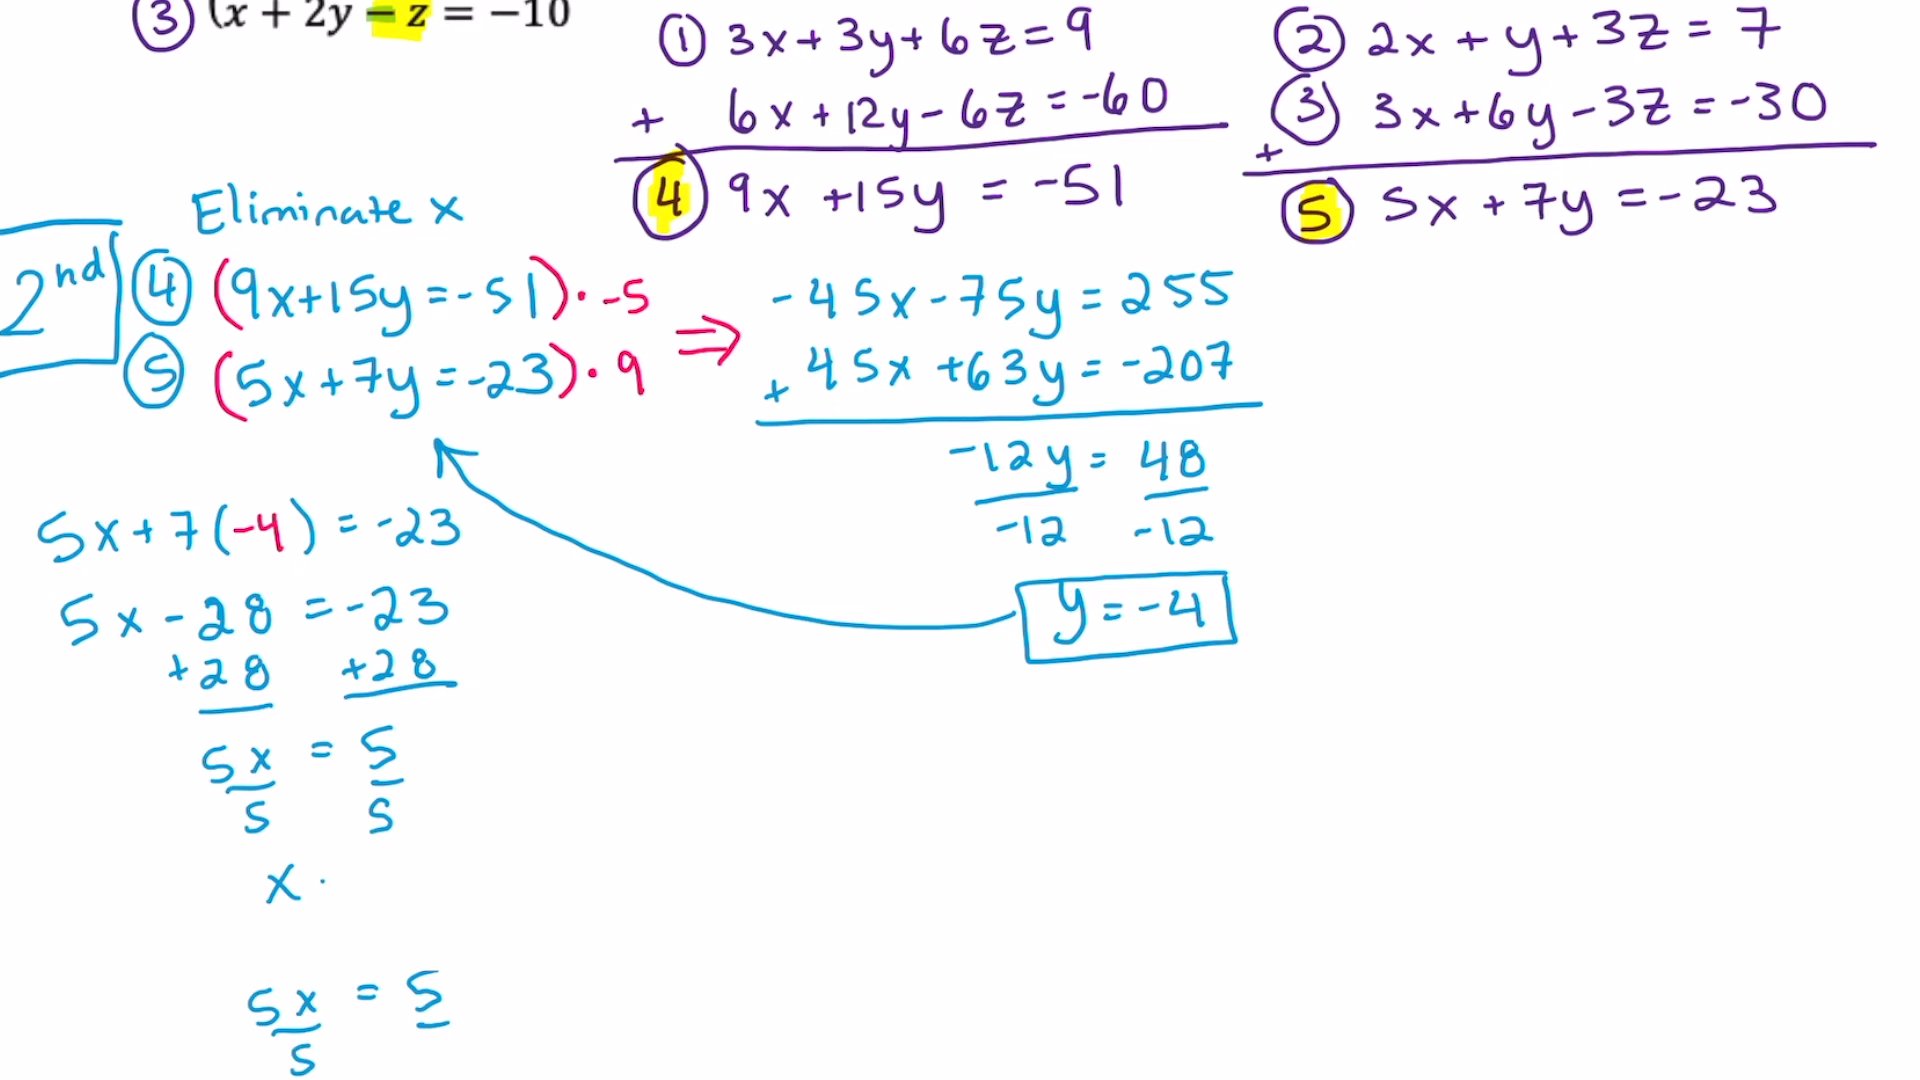 ③ (x + 2y − z = −10
① 3x+3y+6z=9
+ 6x+12y-6z=-60
④ 9x +15y = -51
② 2x + y+3z = 7
③ 3x+6y-3z=-30
+
⑤ 5x + 7y =-23
Eliminate x
2nd
④ (9x+15y=-51)·-5
⑤ (5x+7y=-23)·9
⇒
-45x-75y=255
+ 45x+63y=-207
-12y = 48
-12 -12
y=-4
5x+7(-4)=-23
5x-28=-23
+28 +28
5x = 5
5 5
x ·
5x = 5
5